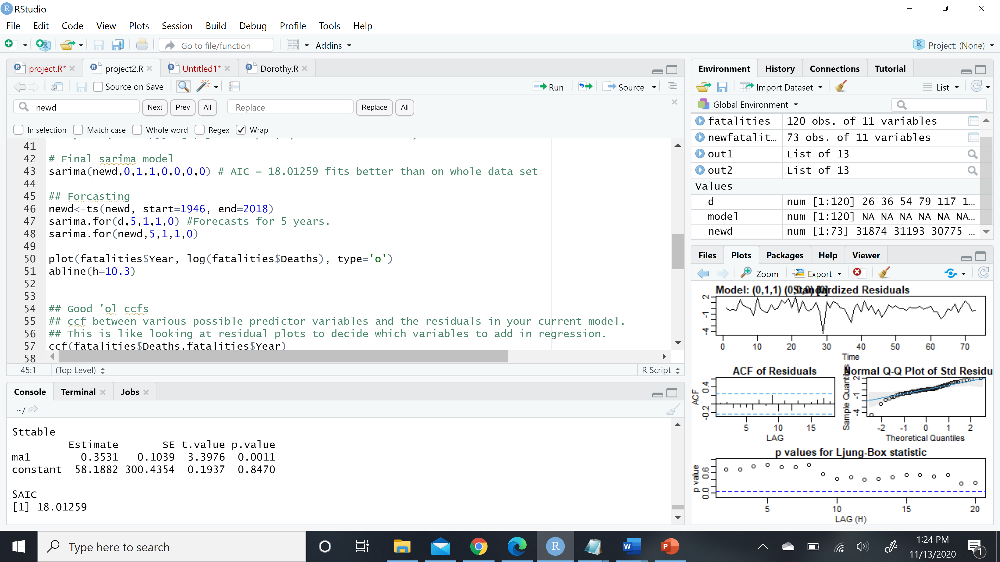 RStudio
File Edit Code View Plots Session Build Debug Profile Tools Help
Go to file/function Addins Project: (None)
project.R* project2.R Untitled1* Dorothy.R
Source on Save Run Source
newd Next Prev All Replace Replace All
In selection Match case Whole word Regex Wrap
41
42 # Final sarima model
43 sarima(newd,0,1,1,0,0,0,0) # AIC = 18.01259 fits better than on whole data set
44
45 ## Forcasting
46 newd<-ts(newd, start=1946, end=2018)
47 sarima.for(d,5,1,1,0) #Forecasts for 5 years.
48 sarima.for(newd,5,1,1,0)
49
50 plot(fatalities$Year, log(fatalities$Deaths), type='o')
51 abline(h=10.3)
52
53
54 ## Good 'ol ccfs
55 ## ccf between various possible predictor variables and the residuals in your current model.
56 ## This is like looking at residual plots to decide which variables to add in regression.
57 ccf(fatalities$Deaths,fatalities$Year)
58
45:1 (Top Level) R Script
Console Terminal Jobs
~/
$ttable
Estimate SE t.value p.value
ma1 0.3531 0.1039 3.3976 0.0011
constant 58.1882 300.4354 0.1937 0.8470
$AIC
[1] 18.01259
Environment History Connections Tutorial
Import Dataset List
Global Environment
fatalities 120 obs. of 11 variables
newfatalit... 73 obs. of 11 variables
out1 List of 13
out2 List of 13
Values
d num [1:120] 26 36 54 79 117 1...
model num [1:120] NA NA NA NA NA NA...
newd num [1:73] 31874 31193 30775 ...
Files Plots Packages Help Viewer
Zoom Export
Model: (0,1,1) (0,0,0) [0] Standardized Residuals
2
-1
-4
0 10 20 30 40 50 60 70
Time
ACF of Residuals
ACF
0.4
-0.2
5 10 15
LAG
Normal Q-Q Plot of Std Residu
Sample Quantiles
2
-1
-4
-2 -1 0 1 2
Theoretical Quantiles
p values for Ljung-Box statistic
p value
0.6
0.0
5 10 15 20
LAG (H)
Type here to search
1:24 PM
11/13/2020
1